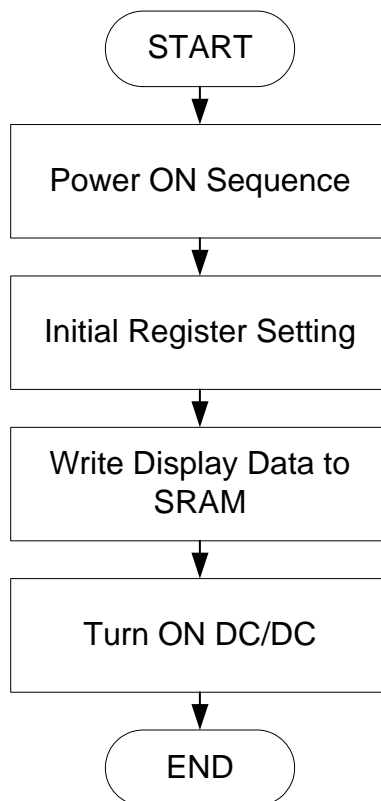 START
Power ON Sequence
Initial Register Setting
Write Display Data to
SRAM
Turn ON DC/DC
END